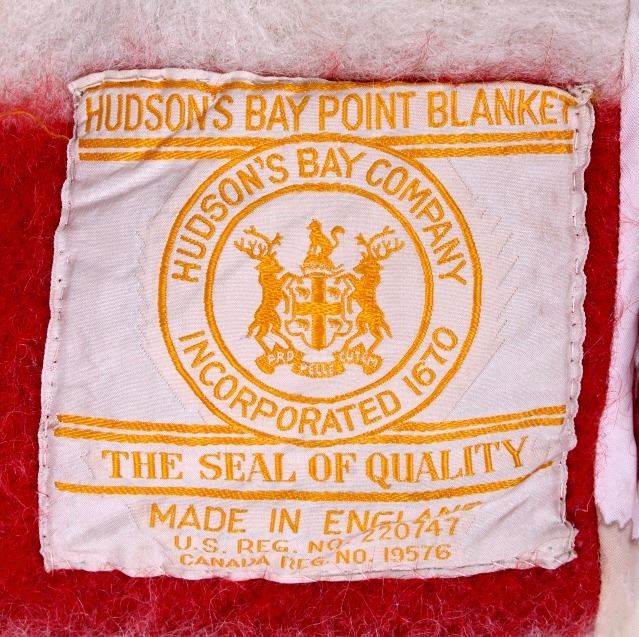 HUDSON'S BAY POINT BLANKET
HUDSON'S BAY COMPANY
PRO PELLE CUTEM
INCORPORATED 1670
THE SEAL OF QUALITY
MADE IN ENGLAND
U.S. REG. NO. 220747
CANADA REG. NO. 19576